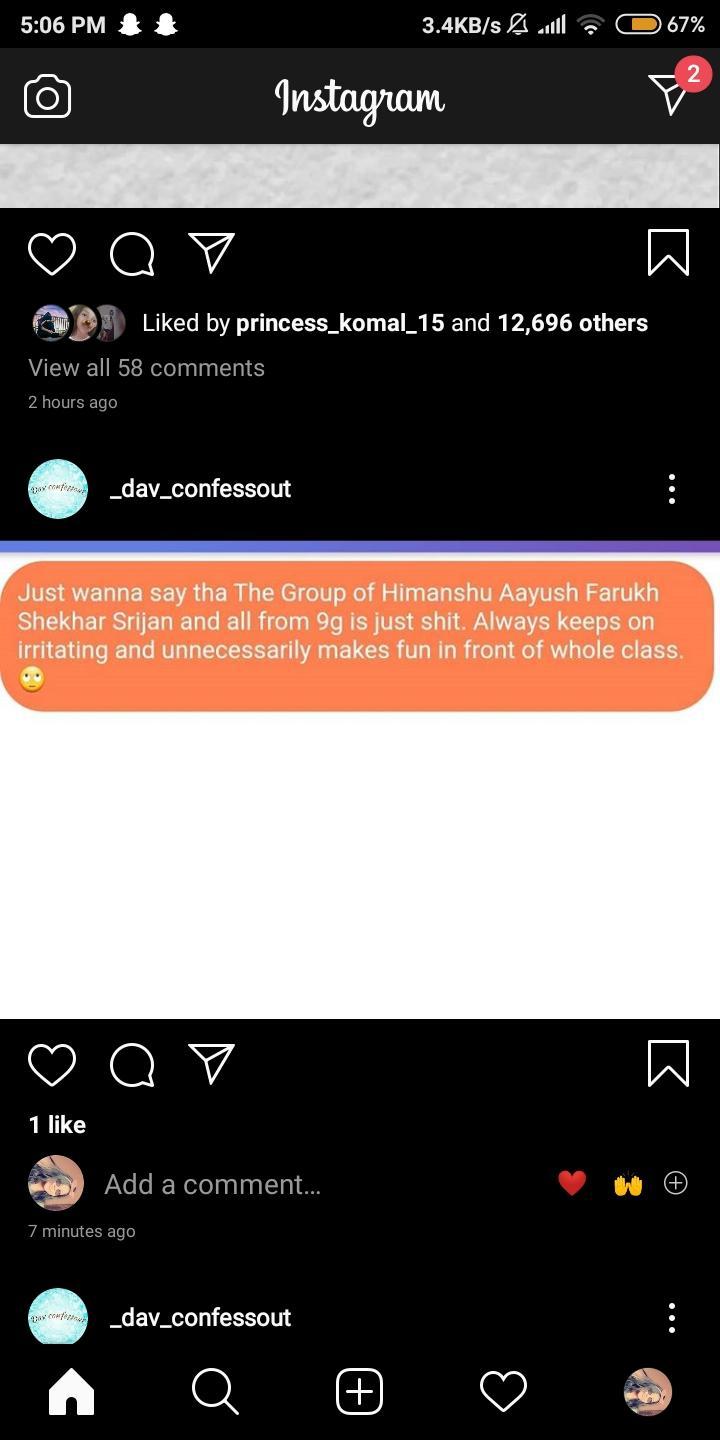 5:06 PM 3.4KB/s 67%
Instagram 2
Liked by princess_komal_15 and 12,696 others
View all 58 comments
2 hours ago
Dav confessout _dav_confessout
Just wanna say tha The Group of Himanshu Aayush Farukh
Shekhar Srijan and all from 9g is just shit. Always keeps on
irritating and unnecessarily makes fun in front of whole class.
🙄
1 like
Add a comment...
7 minutes ago
Dav confessout _dav_confessout